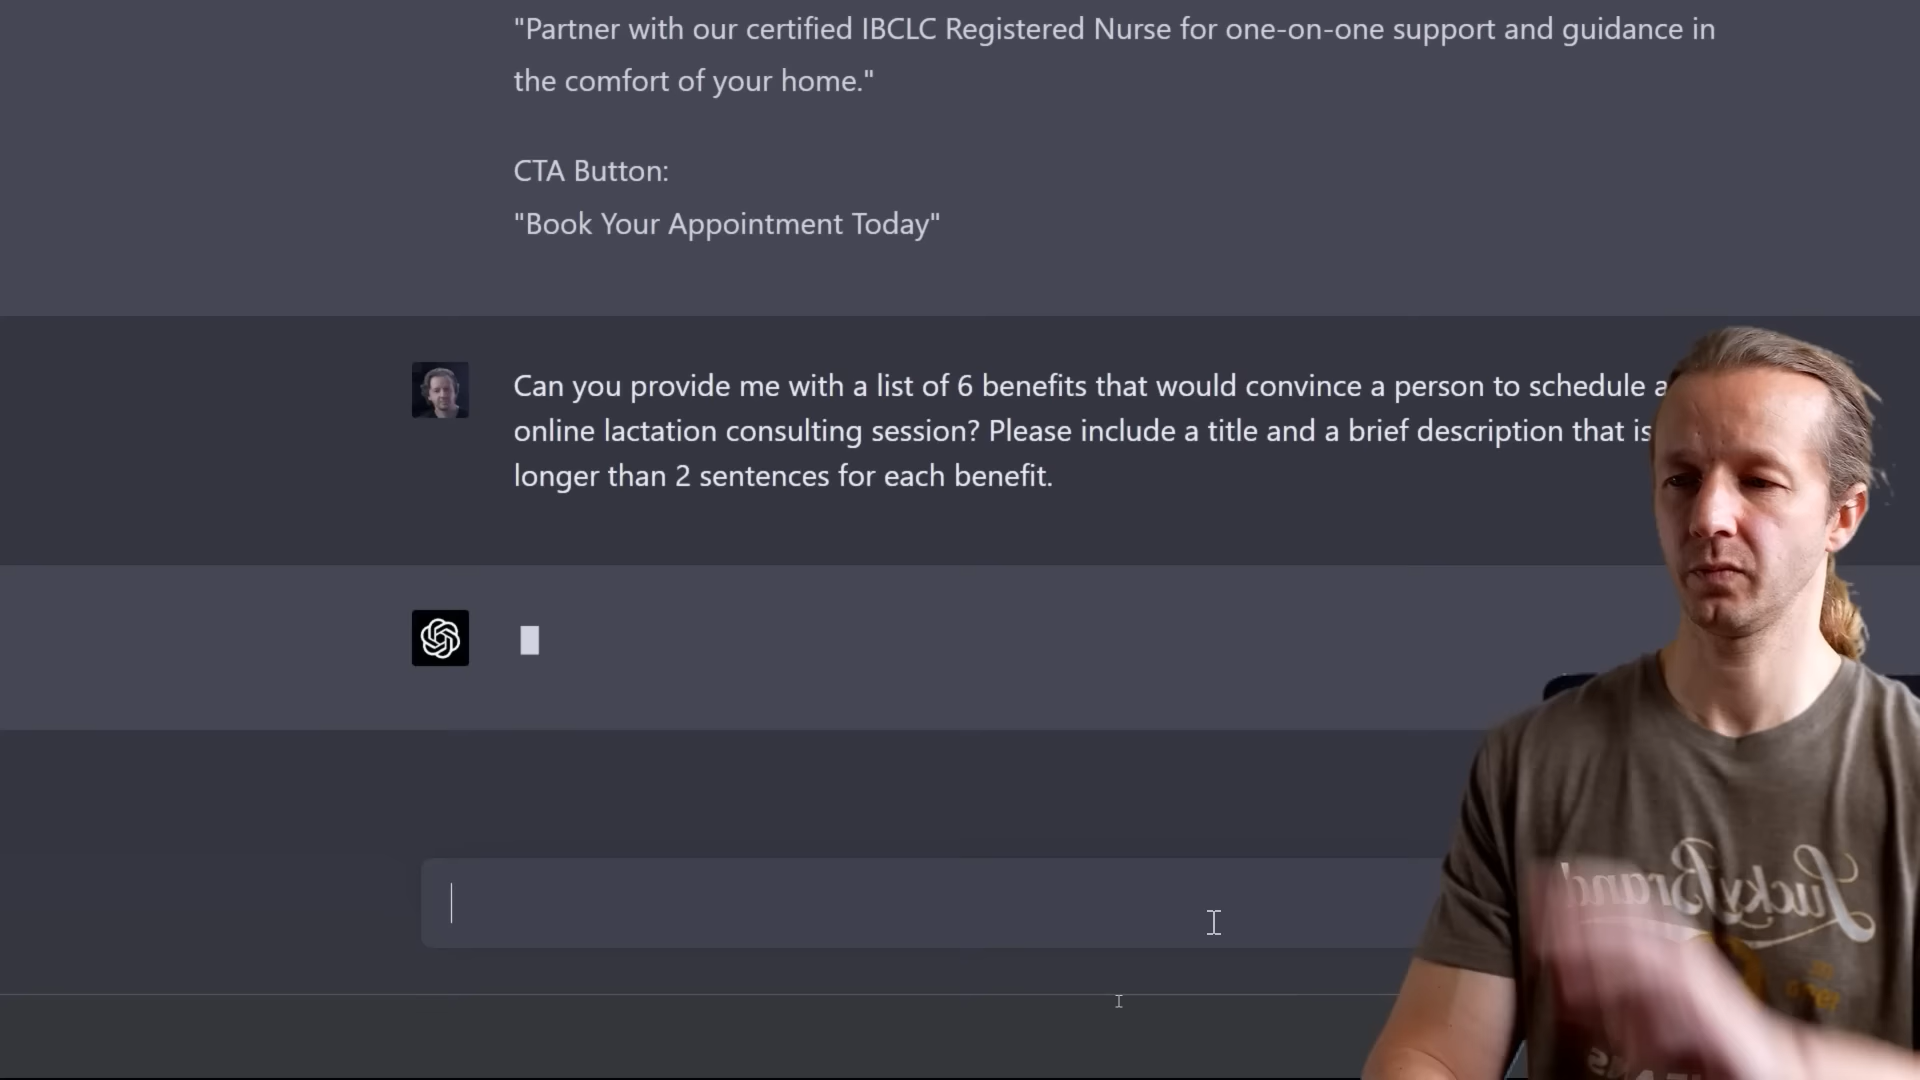 "Partner with our certified IBCLC Registered Nurse for one-on-one support and guidance in
the comfort of your home."
CTA Button:
"Book Your Appointment Today"
Can you provide me with a list of 6 benefits that would convince a person to schedule
online lactation consulting session? Please include a title and a brief description that is
longer than 2 sentences for each benefit.
Lucky Brand